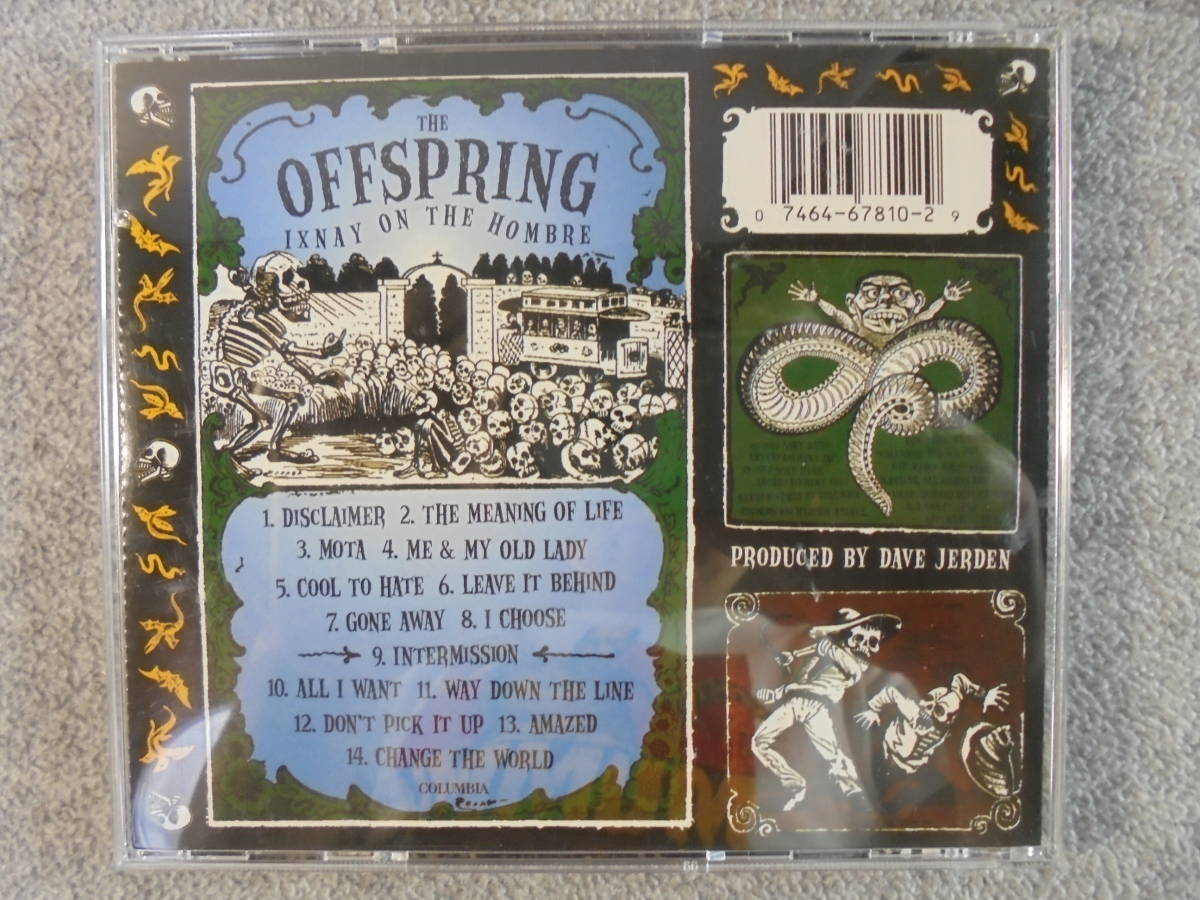 THE
OFFSPRING
IXNAY ON THE HOMBRE
1. DISCLAIMER 2. THE MEANING OF LIFE
3. MOTA 4. ME & MY OLD LADY
5. COOL TO HATE 6. LEAVE IT BEHIND
7. GONE AWAY 8. I CHOOSE
9. INTERMISSION
10. ALL I WANT 11. WAY DOWN THE LINE
12. DON'T PICK IT UP 13. AMAZED
14. CHANGE THE WORLD
COLUMBIA
0 7464-67810-2 9
PRODUCED BY DAVE JERDEN